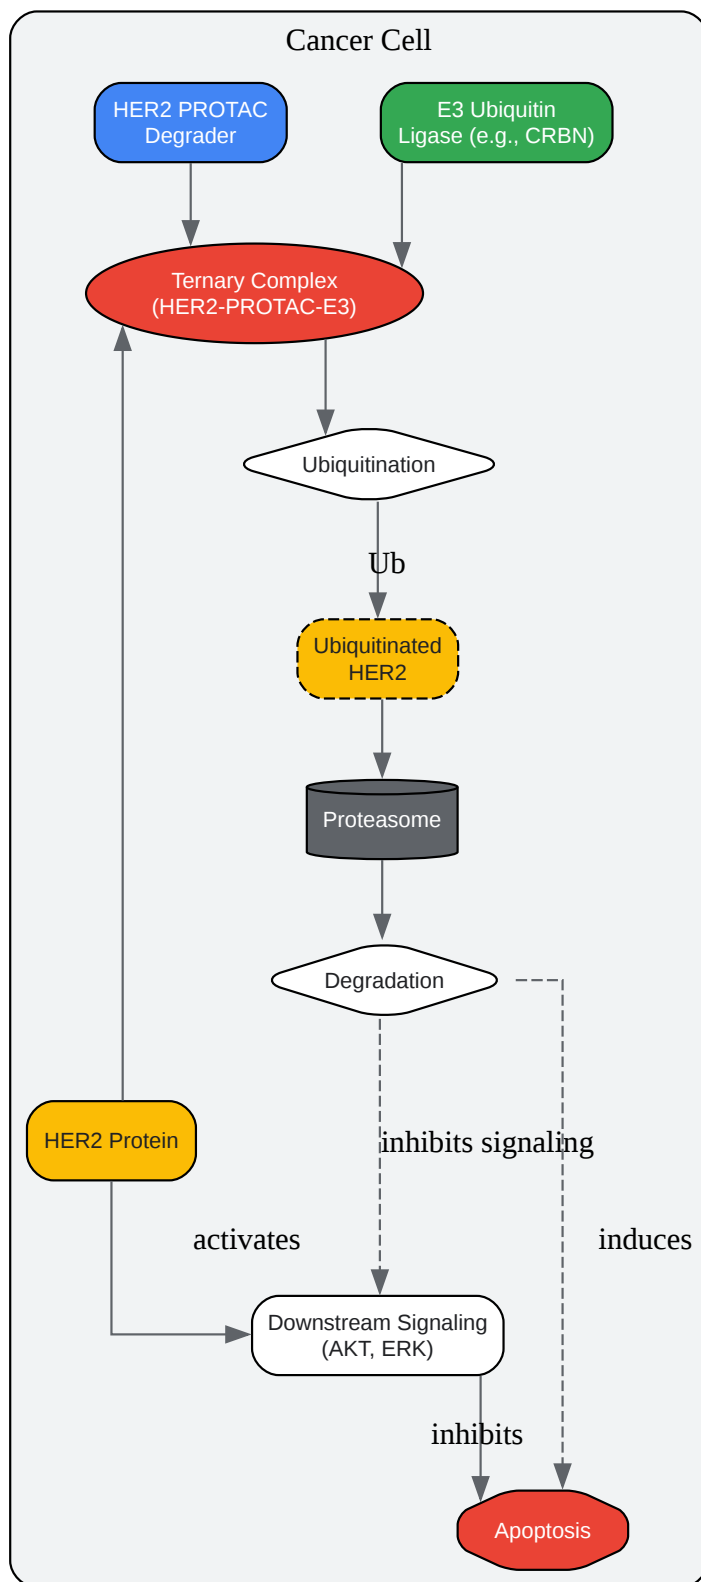 Cancer Cell
HER2 PROTAC
Degrader
E3 Ubiquitin
Ligase (e.g., CRBN)
Ternary Complex
(HER2-PROTAC-E3)
Ubiquitination
Ub
Ubiquitinated
HER2
Proteasome
Degradation
HER2 Protein
inhibits signaling
activates
induces
Downstream Signaling
(AKT, ERK)
inhibits
Apoptosis